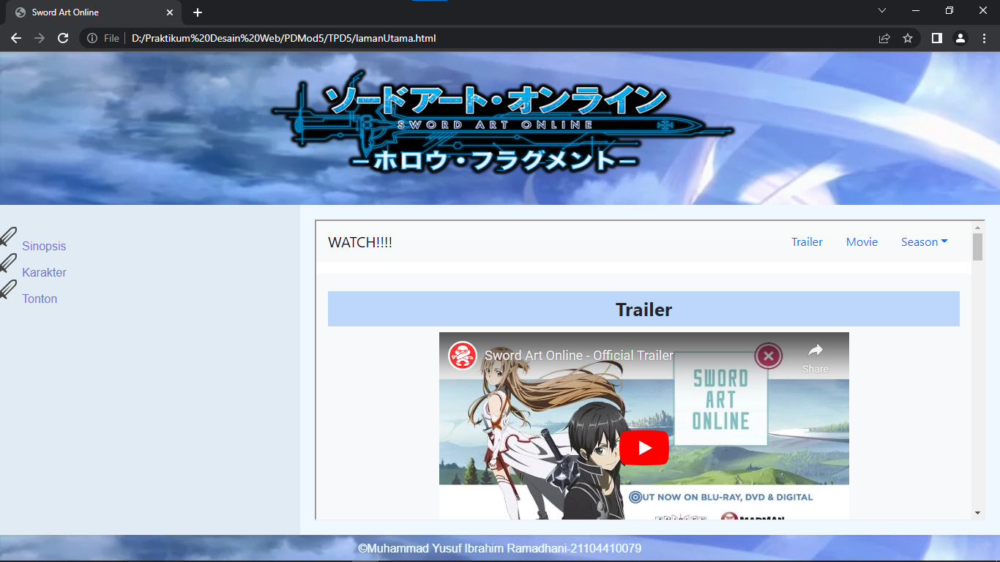 Sword Art Online
File
D:/Praktikum%20Desain%20Web/PDMod5/TPD5/lamanUtama.html
ソードアート・オンライン
SWORD ART ONLINE
―ホロウ・フラグメント―
Sinopsis
Karakter
Tonton
WATCH!!!!
Trailer Movie Season
Trailer
Sword Art Online - Official Trailer
Share
SWORD
ART
ONLINE
OUT NOW ON BLU-RAY, DVD & DIGITAL
MADMAN
©Muhammad Yusuf Ibrahim Ramadhani-21104410079